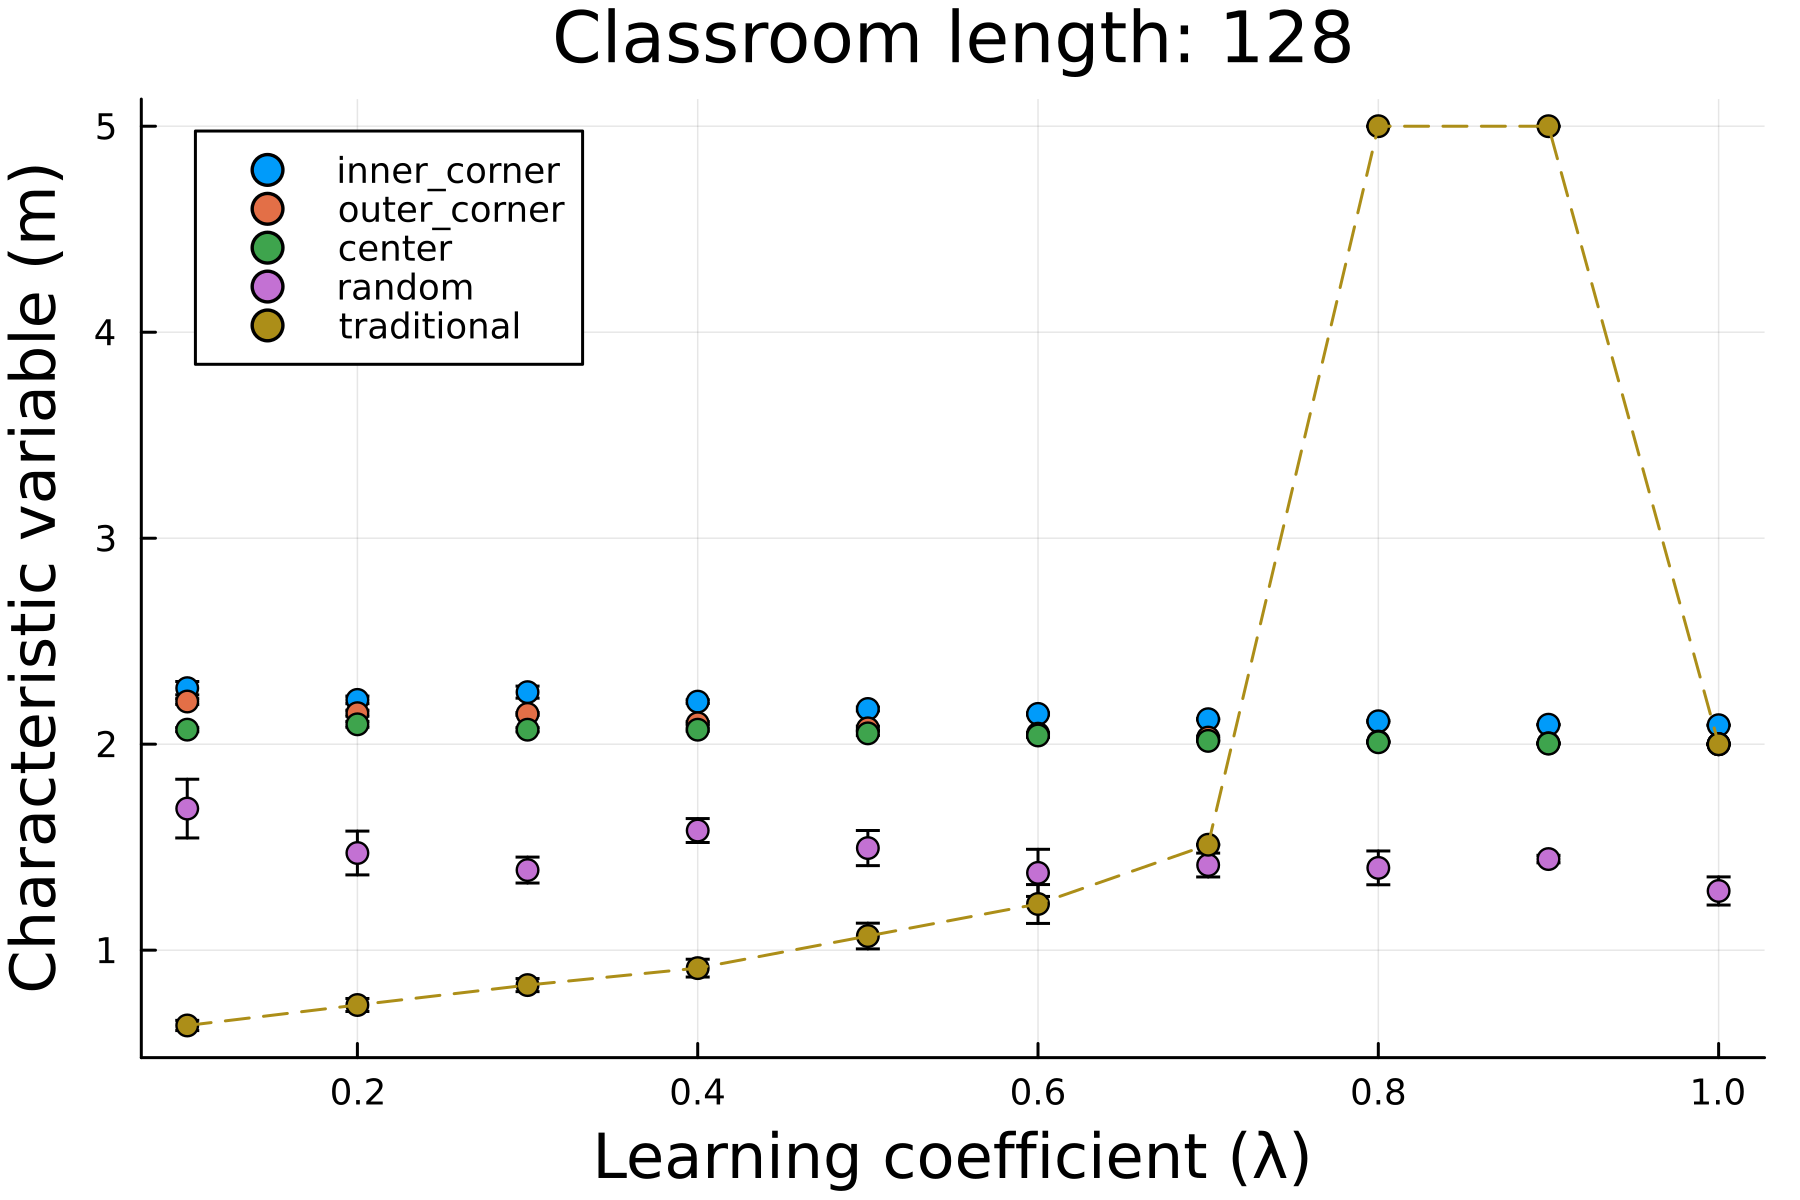 Classroom length: 128
Characteristic variable (m)
5
4
3
2
1
inner_corner
outer_corner
center
random
traditional
0.2 0.4 0.6 0.8 1.0
Learning coefficient (λ)